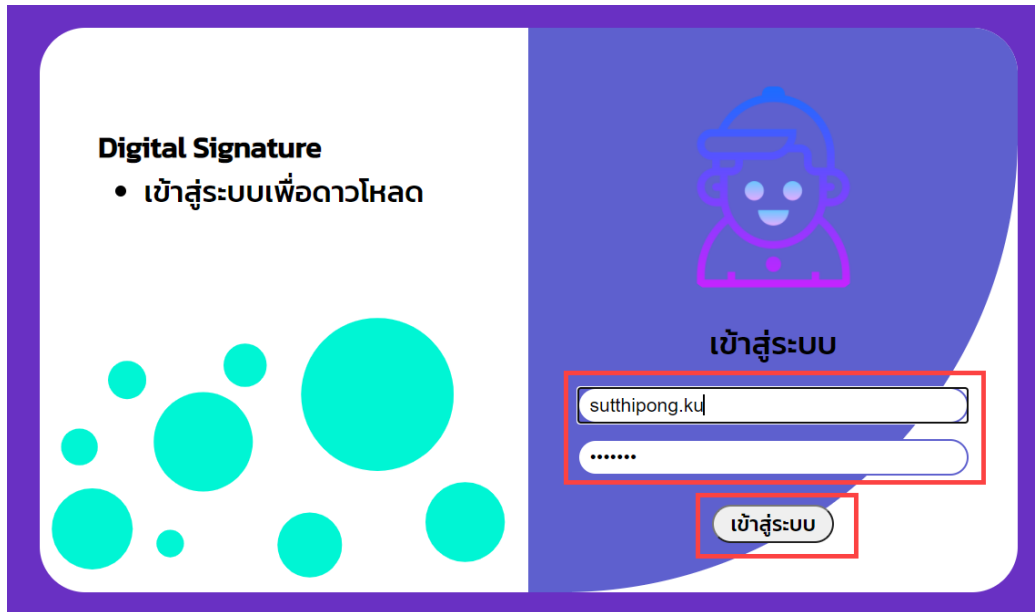 Digital Signature
• เข้าสู่ระบบเพื่อดาวโหลด
เข้าสู่ระบบ
sutthipong.ku
•••••••
เข้าสู่ระบบ